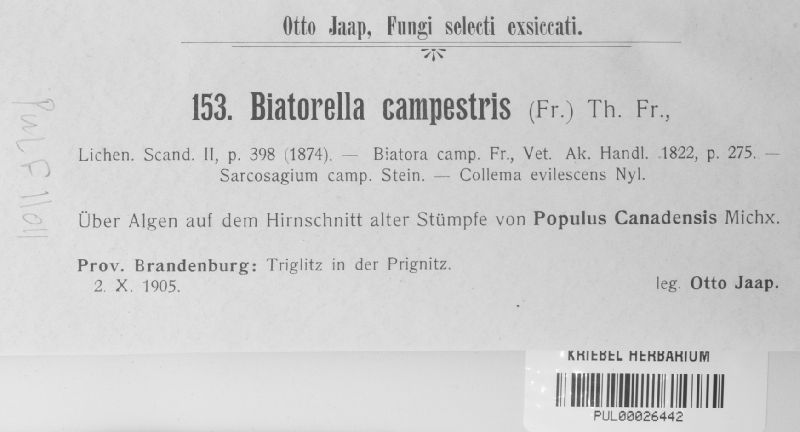 Otto Jaap, Fungi selecti exsiccati.
153. Biatorella campestris (Fr.) Th. Fr.,
Lichen. Scand. II, p. 398 (1874). — Biatora camp. Fr., Vet. Ak. Handl. 1822, p. 275. —
Sarcosagium camp. Stein. — Collema evilescens Nyl.
Über Algen auf dem Hirnschnitt alter Stümpfe von Populus Canadensis Michx.
Prov. Brandenburg: Triglitz in der Prignitz.
2. X. 1905. leg. Otto Jaap.
PUL F11011
KRIEBEL HERBARIUM
PUL00026442